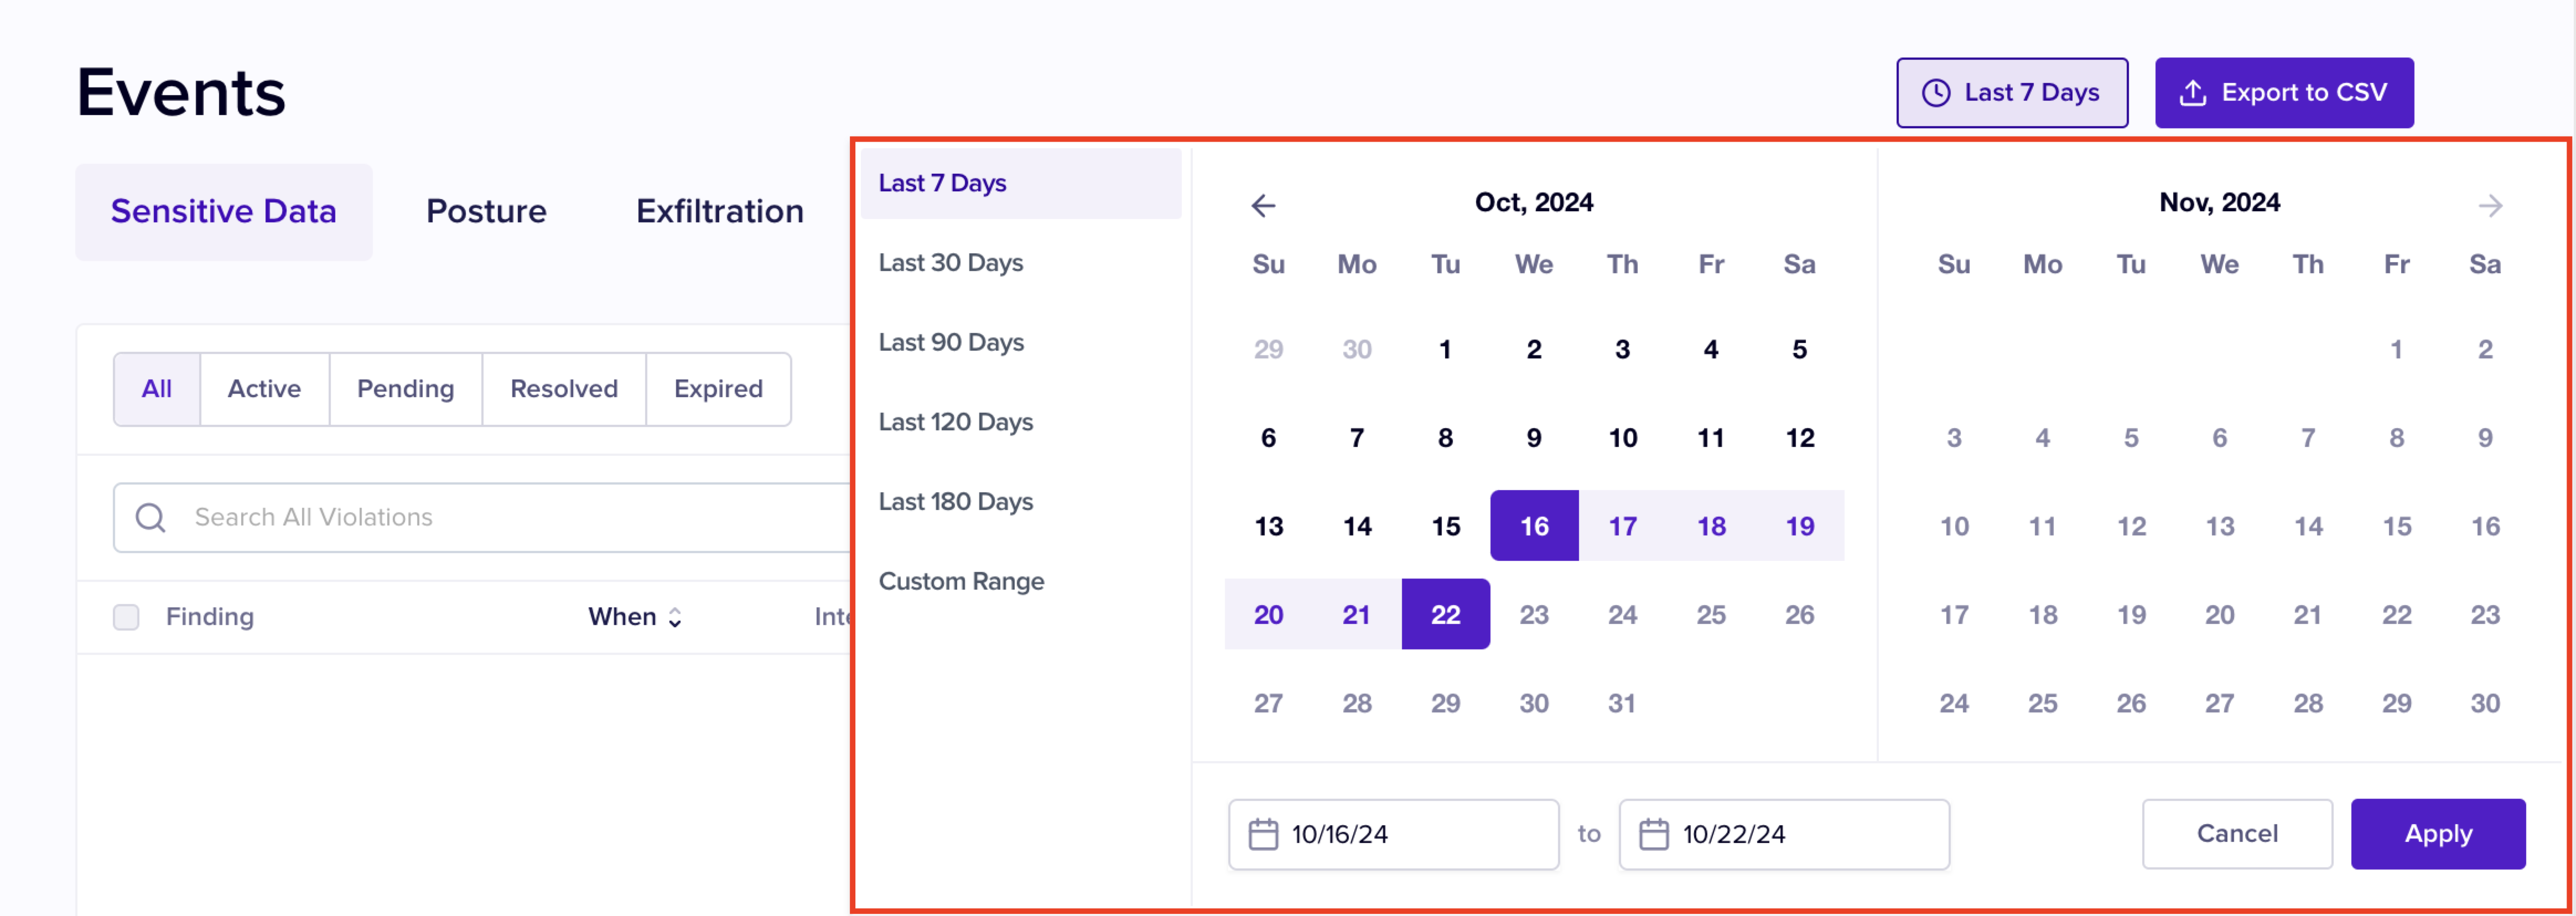 Events
Last 7 Days
Export to CSV
Sensitive Data Posture Exfiltration
All Active Pending Resolved Expired
Search All Violations
Finding When
Last 7 Days
Last 30 Days
Last 90 Days
Last 120 Days
Last 180 Days
Custom Range
Oct, 2024
Su Mo Tu We Th Fr Sa
29 30 1 2 3 4 5
6 7 8 9 10 11 12
13 14 15 16 17 18 19
20 21 22 23 24 25 26
27 28 29 30 31
Nov, 2024
Su Mo Tu We Th Fr Sa
1 2
3 4 5 6 7 8 9
10 11 12 13 14 15 16
17 18 19 20 21 22 23
24 25 26 27 28 29 30
10/16/24 to 10/22/24
Cancel Apply